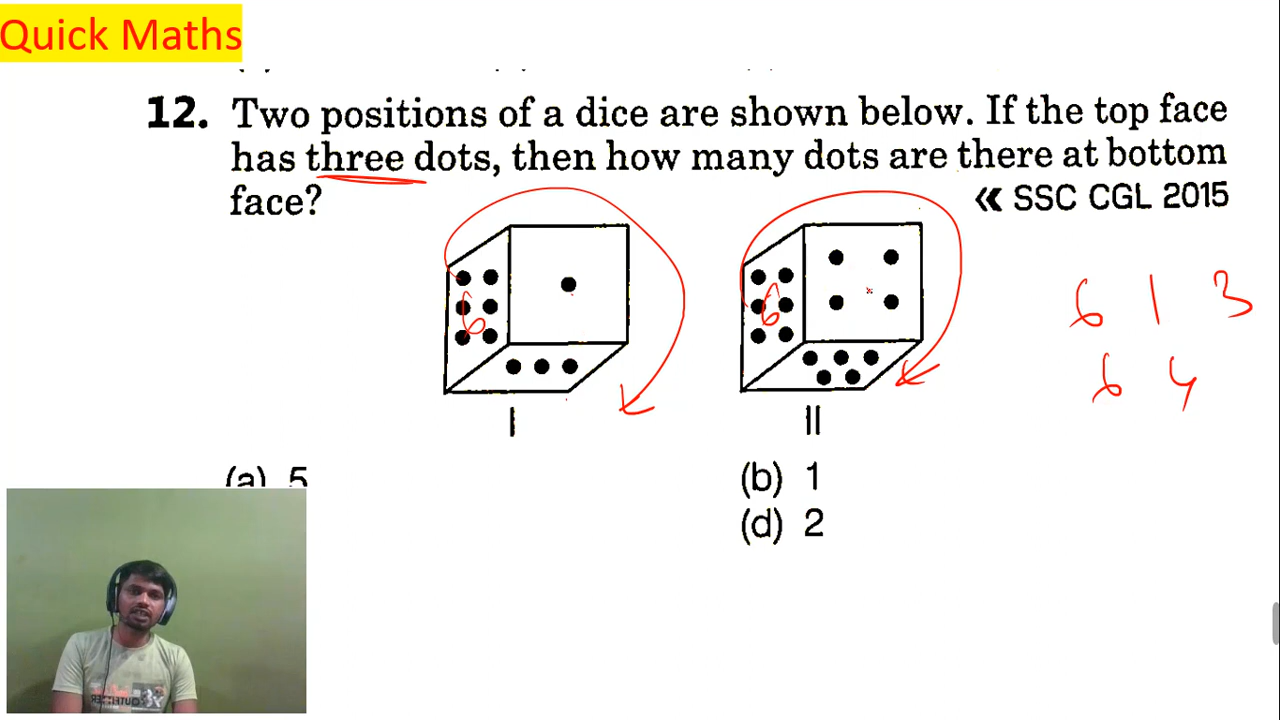 Quick Maths
12. Two positions of a dice are shown below. If the top face
has three dots, then how many dots are there at bottom
face? « SSC CGL 2015
6 6
6 1 3
6 4
I II
(a) 5 (b) 1
(d) 2